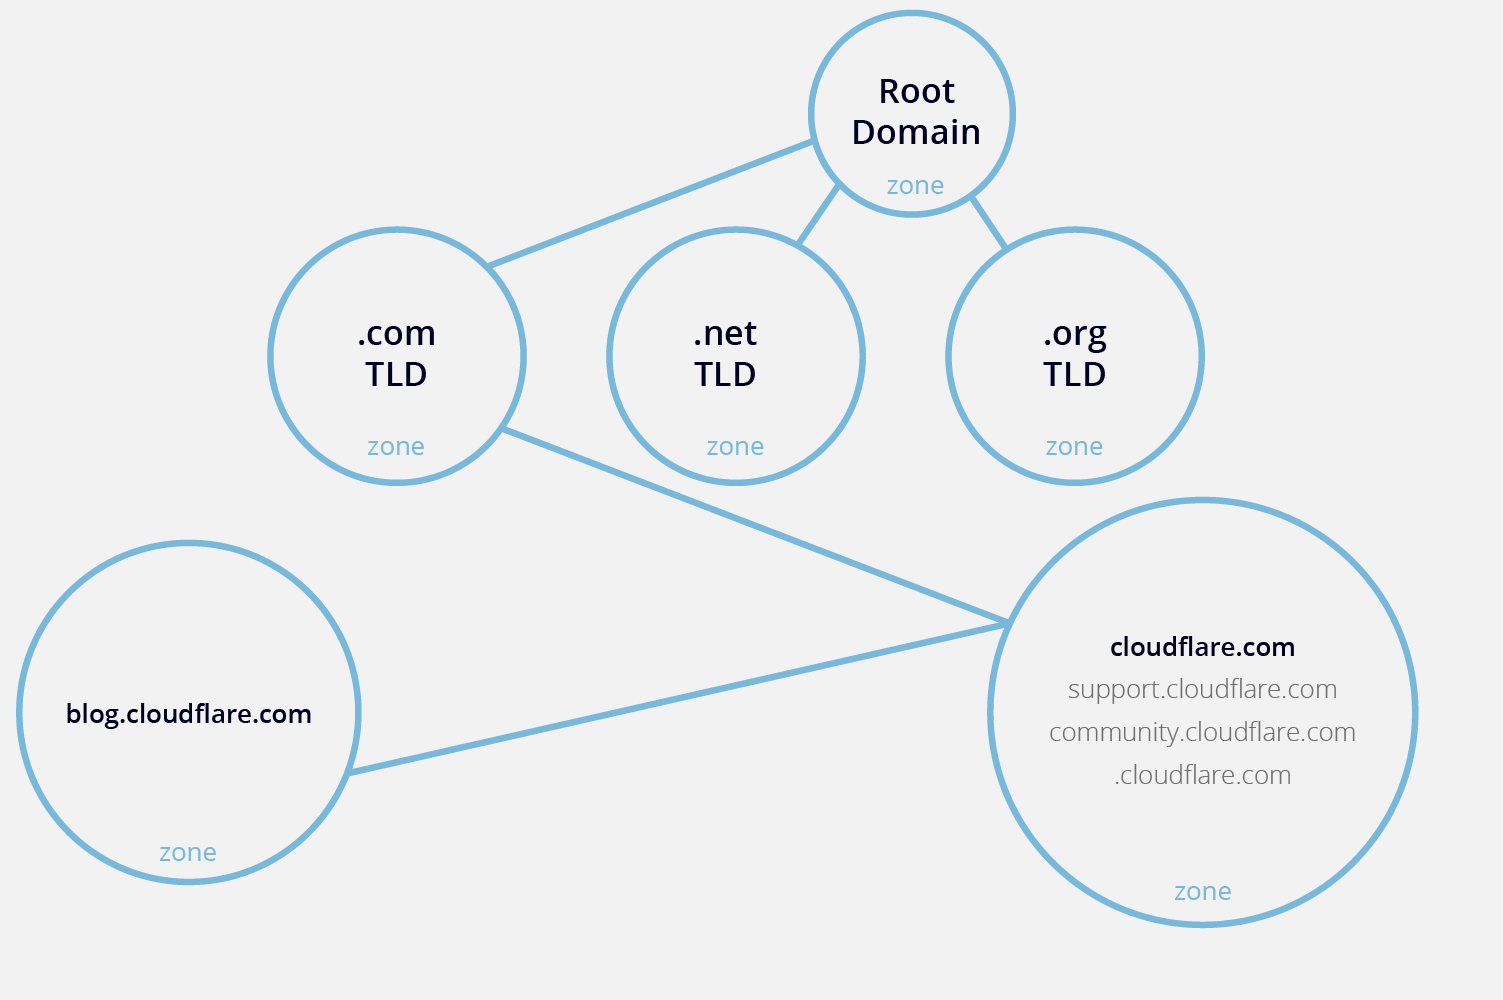 Root
Domain
zone
.com
TLD
zone
.net
TLD
zone
.org
TLD
zone
blog.cloudflare.com
zone
cloudflare.com
support.cloudflare.com
community.cloudflare.com
.cloudflare.com
zone